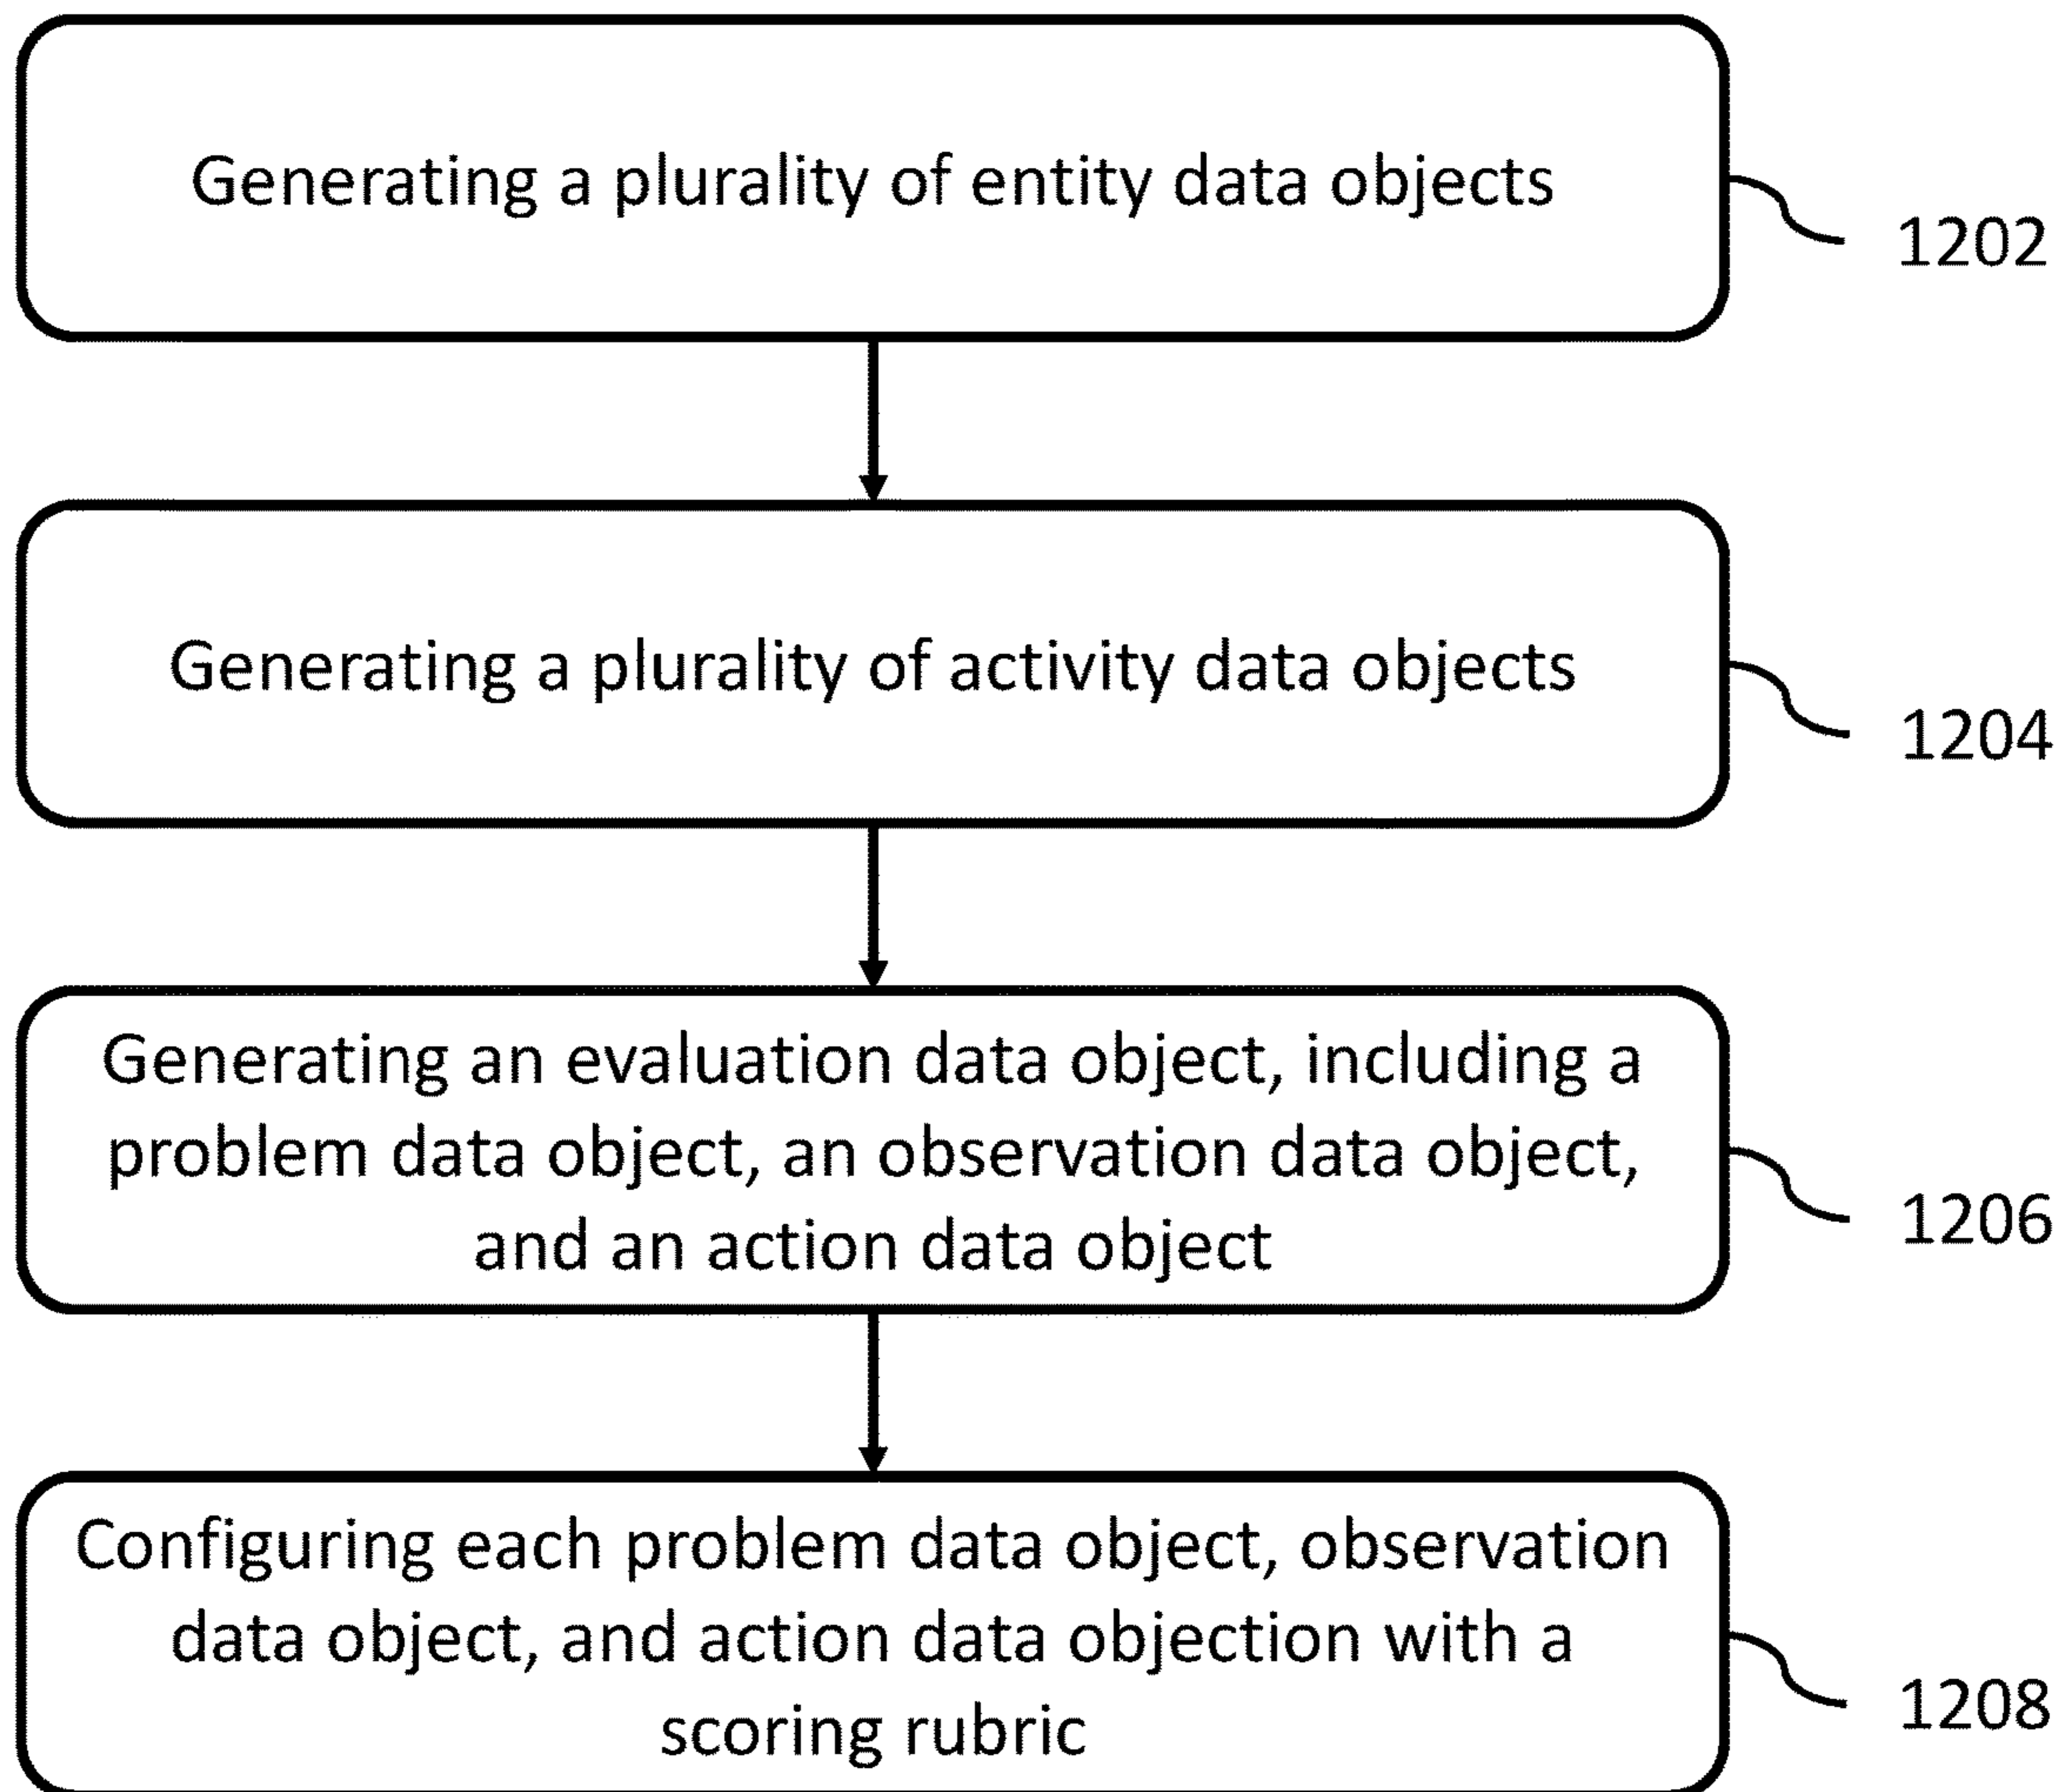 Generating a plurality of entity data objects
1202
Generating a plurality of activity data objects
1204
Generating an evaluation data object, including a
problem data object, an observation data object,
and an action data object
1206
Configuring each problem data object, observation
data object, and action data objection with a
scoring rubric
1208